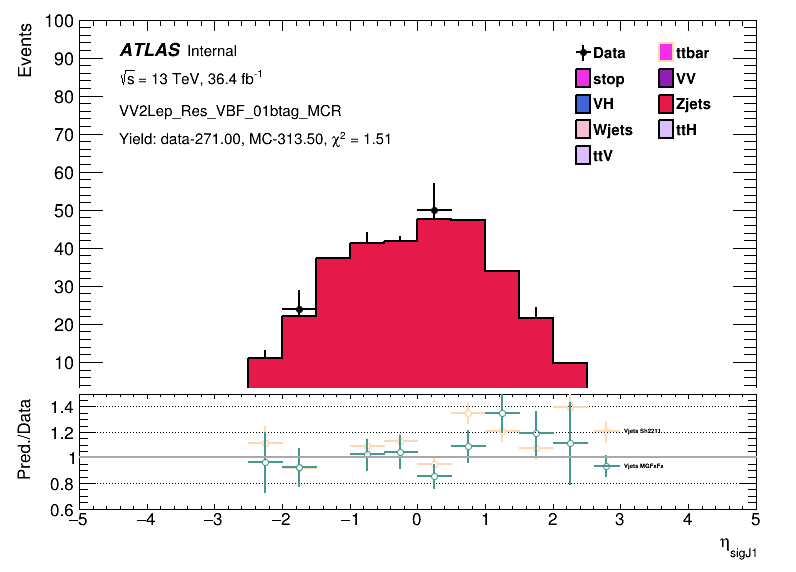 Events
100
90
80
70
60
50
40
30
20
10
ATLAS Internal
√s = 13 TeV, 36.4 fb⁻¹
VV2Lep_Res_VBF_01btag_MCR
Yield: data-271.00, MC-313.50, χ² = 1.51
Data ttbar
stop VV
VH Zjets
Wjets ttH
ttV
Pred./Data
1.4
1.2
1
0.8
0.6
Vjets Sh2211
Vjets MGFxFx
−5 −4 −3 −2 −1 0 1 2 3 4 5
η sigJ1